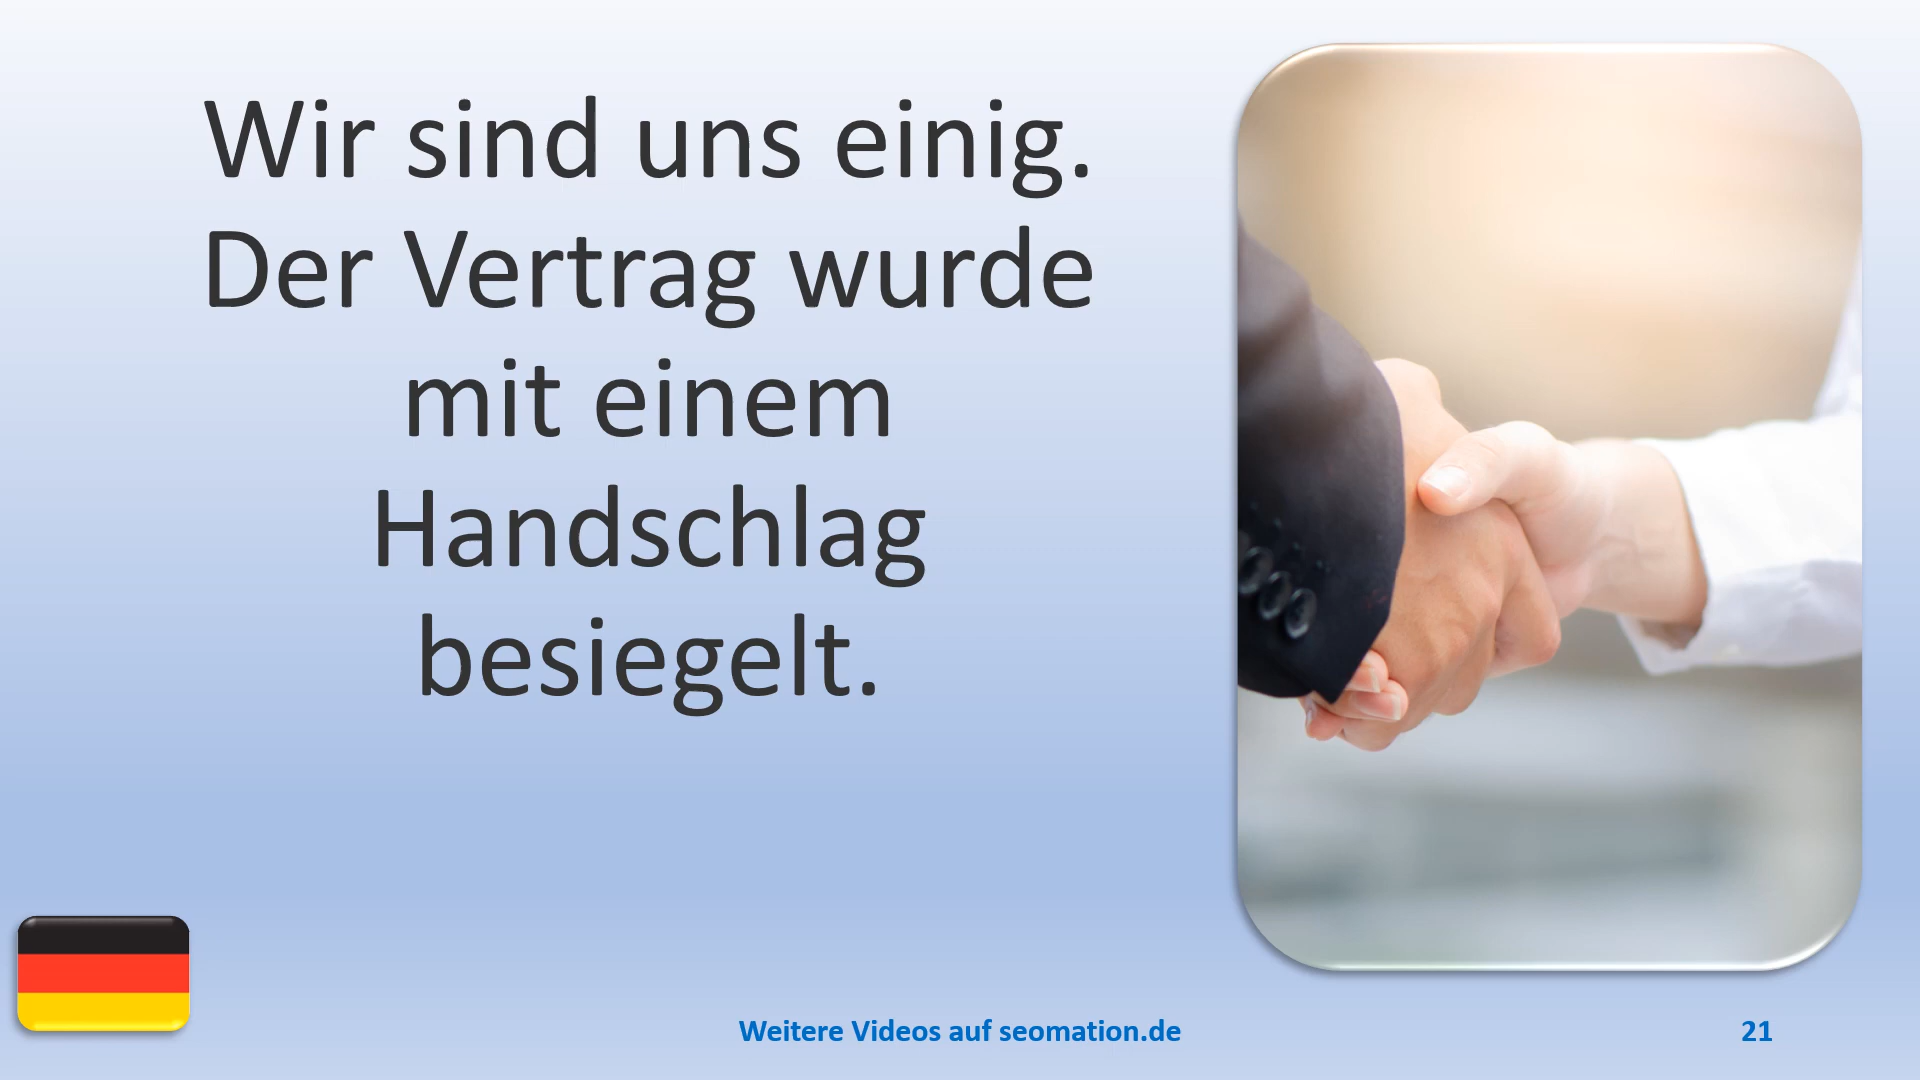 Wir sind uns einig.
Der Vertrag wurde
mit einem
Handschlag
besiegelt.
Weitere Videos auf seomation.de
21